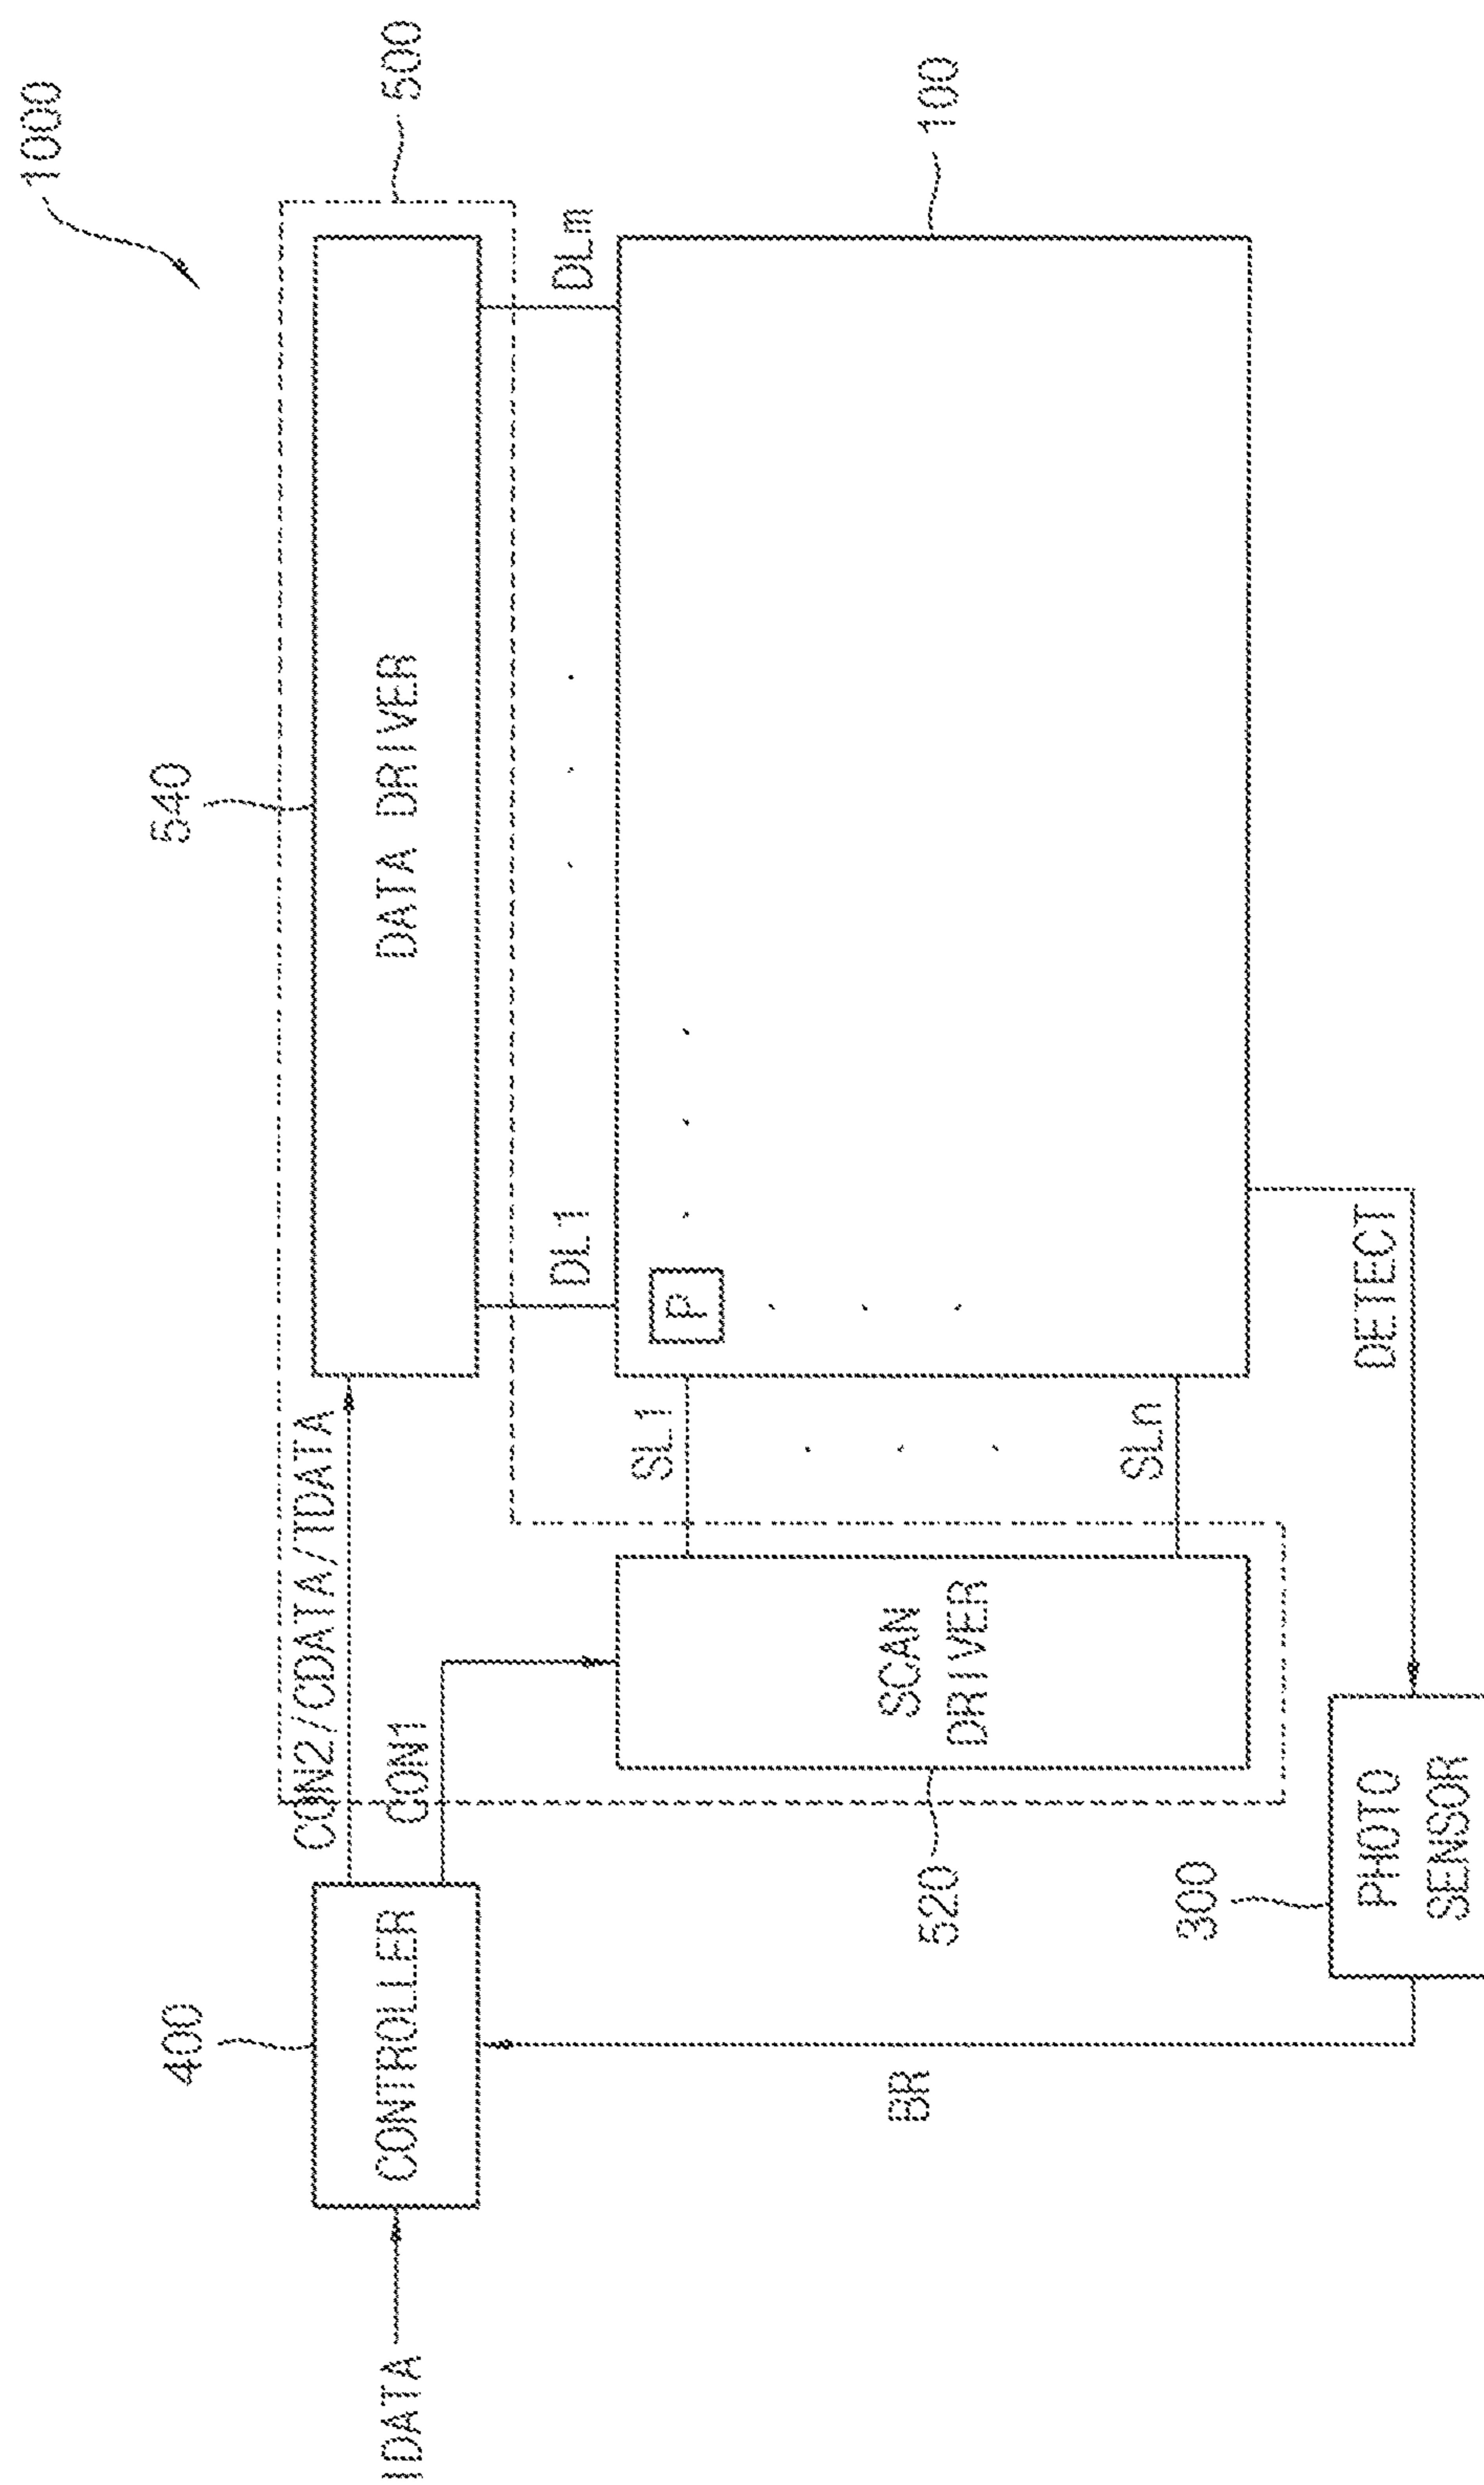 1000
500
540
DATA DRIVER
400
CONTROLLER
IDATA
CON2/CDATA/TDATA
CON1
DL1
DLm
100
P
SL1
SLn
SCAN
DRIVER
520
300
PHOTO
SENSOR
DETECT
BR